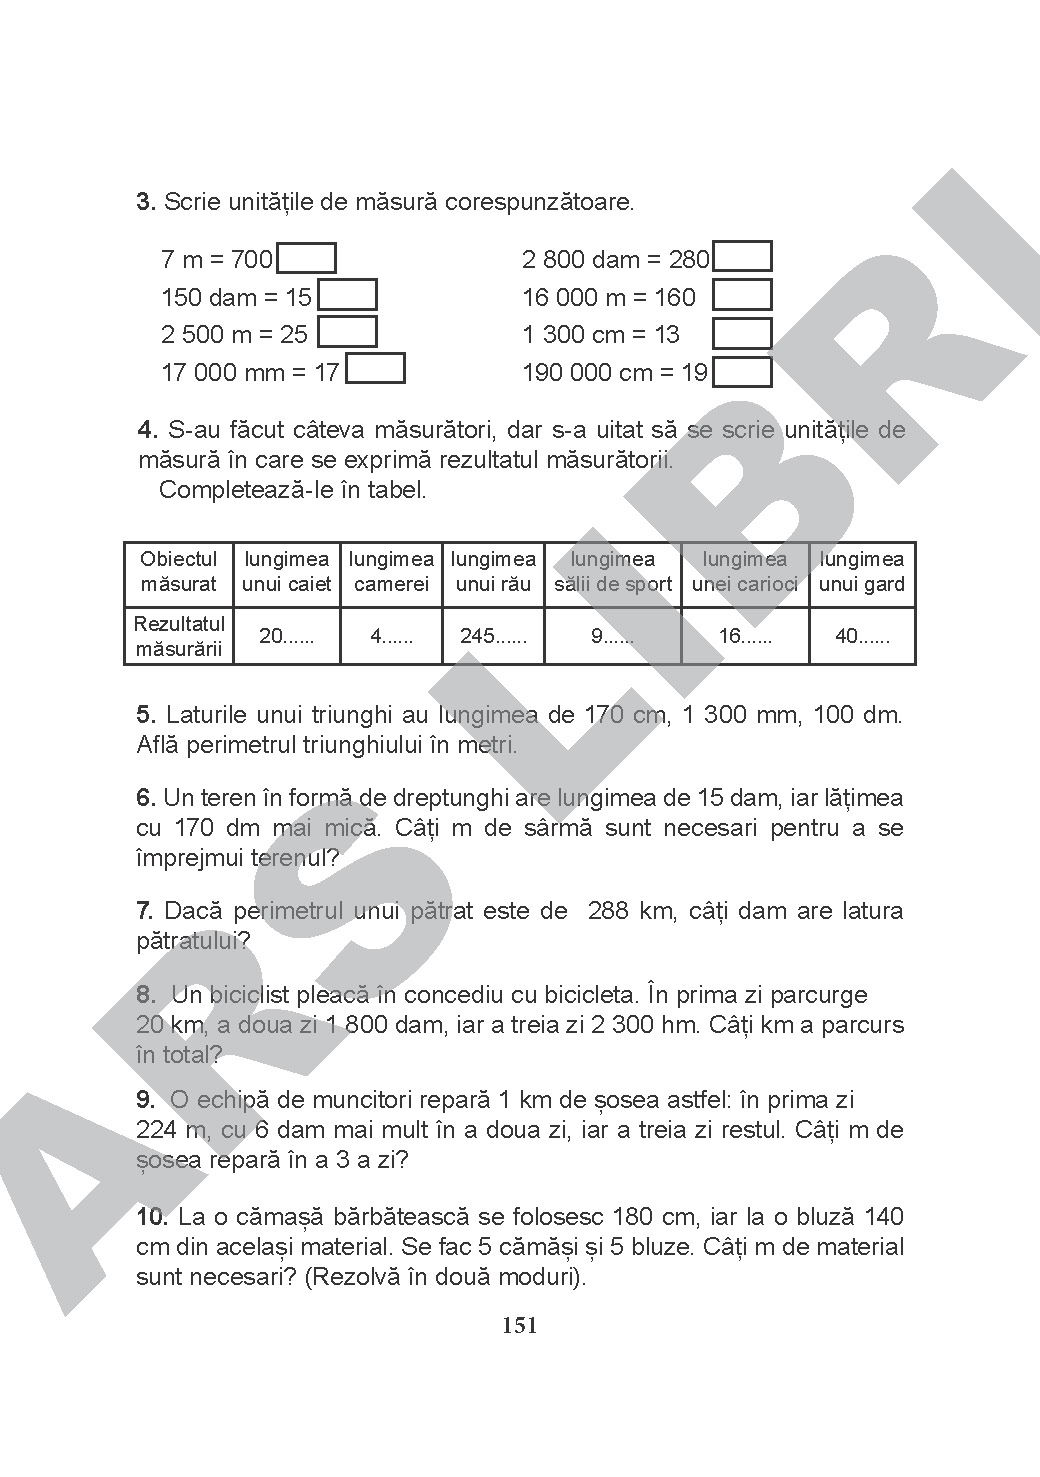 3. Scrie unitățile de măsură corespunzătoare.
7 m = 700
2 800 dam = 280
150 dam = 15
16 000 m = 160
2 500 m = 25
1 300 cm = 13
17 000 mm = 17
190 000 cm = 19
4. S-au făcut câteva măsurători, dar s-a uitat să se scrie unitățile de
măsură în care se exprimă rezultatul măsurătorii.
Completează-le în tabel.
Obiectul măsurat
lungimea unui caiet
lungimea camerei
lungimea unui râu
lungimea sălii de sport
lungimea unei carioci
lungimea unui gard
Rezultatul măsurării
20......
4......
245......
9......
16......
40......
5. Laturile unui triunghi au lungimea de 170 cm, 1 300 mm, 100 dm.
Află perimetrul triunghiului în metri.
6. Un teren în formă de dreptunghi are lungimea de 15 dam, iar lățimea
cu 170 dm mai mică. Câți m de sârmă sunt necesari pentru a se
împrejmui terenul?
7. Dacă perimetrul unui pătrat este de 288 km, câți dam are latura
pătratului?
8. Un biciclist pleacă în concediu cu bicicleta. În prima zi parcurge
20 km, a doua zi 1 800 dam, iar a treia zi 2 300 hm. Câți km a parcurs
în total?
9. O echipă de muncitori repară 1 km de șosea astfel: în prima zi
224 m, cu 6 dam mai mult în a doua zi, iar a treia zi restul. Câți m de
șosea repară în a 3 a zi?
10. La o cămașă bărbătească se folosesc 180 cm, iar la o bluză 140
cm din același material. Se fac 5 cămăși și 5 bluze. Câți m de material
sunt necesari? (Rezolvă în două moduri).
151
ARS LIBRI